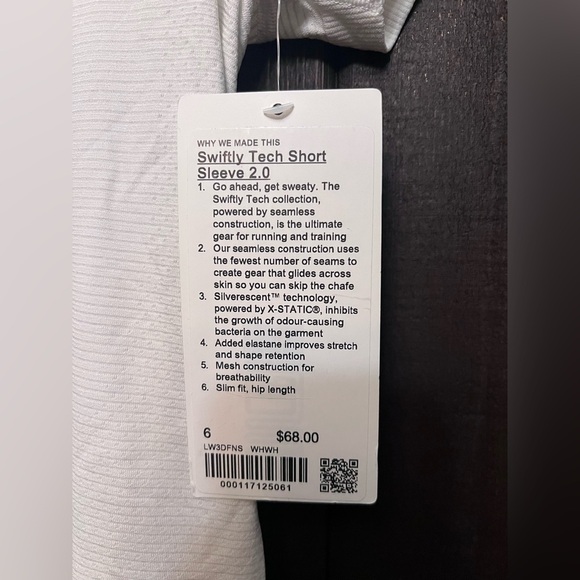 WHY WE MADE THIS
Swiftly Tech Short
Sleeve 2.0
1. Go ahead, get sweaty. The
Swiftly Tech collection,
powered by seamless
construction, is the ultimate
gear for running and training
2. Our seamless construction uses
the fewest number of seams to
create gear that glides across
skin so you can skip the chafe
3. Silverescent™ technology,
powered by X-STATIC®, inhibits
the growth of odour-causing
bacteria on the garment
4. Added elastane improves stretch
and shape retention
5. Mesh construction for
breathability
6. Slim fit, hip length
6 $68.00
LW3DFNS WHWH
000117125061